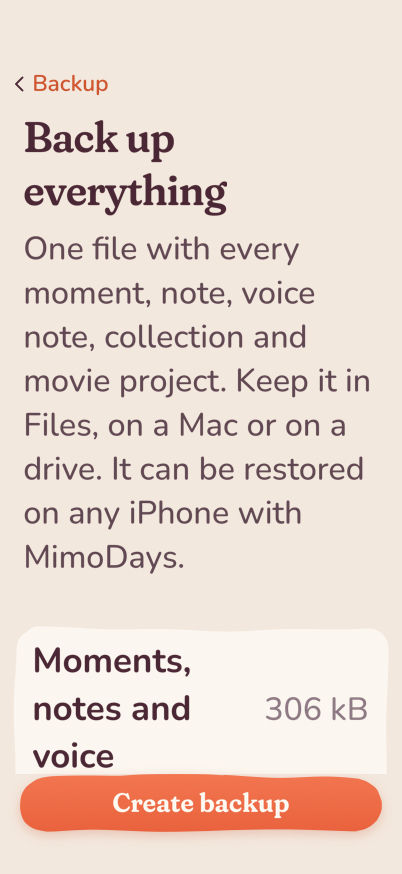 Backup
Back up
everything
One file with every
moment, note, voice
note, collection and
movie project. Keep it in
Files, on a Mac or on a
drive. It can be restored
on any iPhone with
MimoDays.
Moments,
notes and
voice
306 kB
Create backup